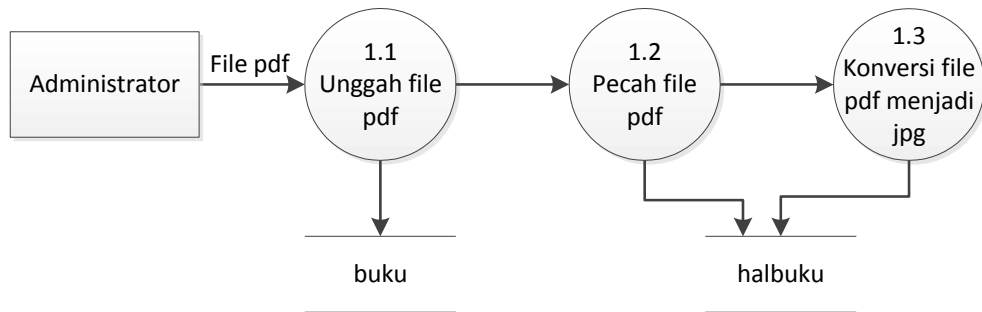 Administrator
File pdf
1.1
Unggah file
pdf
1.2
Pecah file
pdf
1.3
Konversi file
pdf menjadi
jpg
buku
halbuku